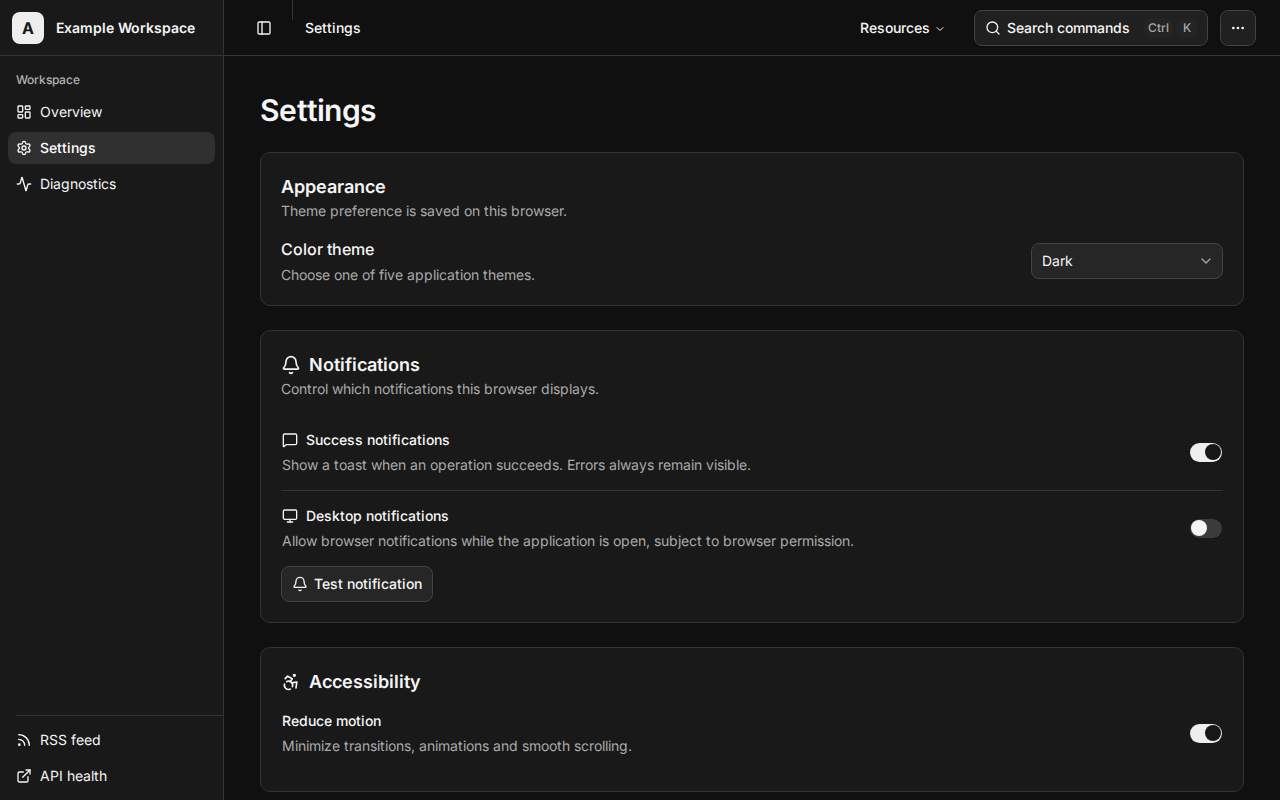 A Example Workspace
Settings
Resources
Search commands Ctrl K
Workspace
Overview
Settings
Diagnostics
RSS feed
API health
Settings
Appearance
Theme preference is saved on this browser.
Color theme
Choose one of five application themes.
Dark
Notifications
Control which notifications this browser displays.
Success notifications
Show a toast when an operation succeeds. Errors always remain visible.
Desktop notifications
Allow browser notifications while the application is open, subject to browser permission.
Test notification
Accessibility
Reduce motion
Minimize transitions, animations and smooth scrolling.